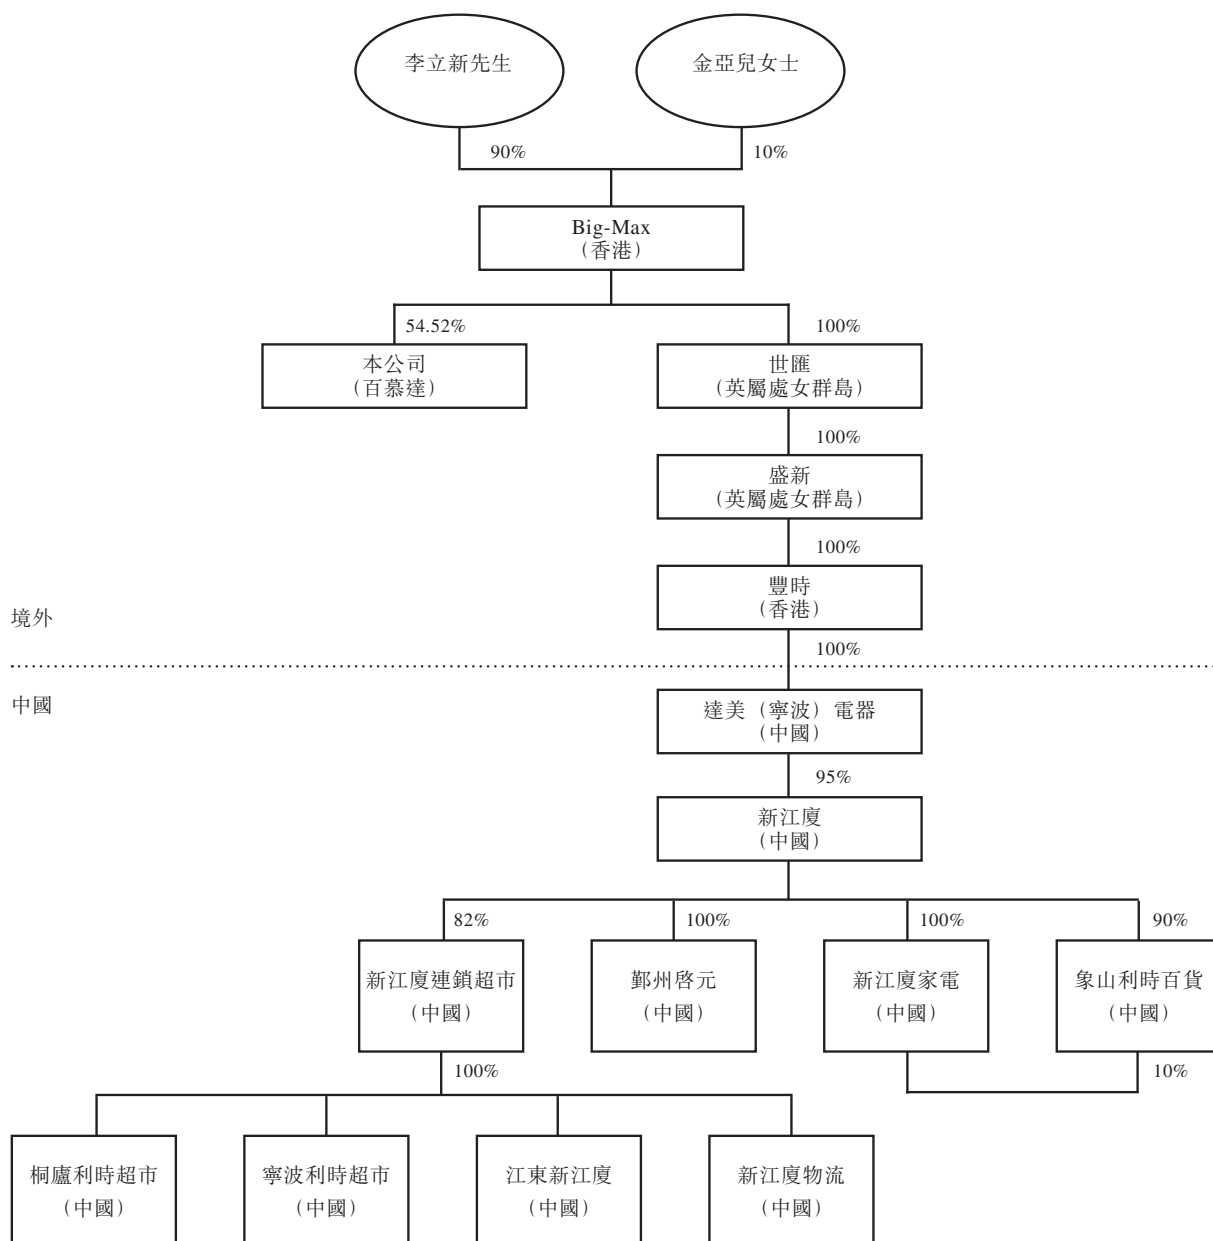 李立新先生
金亞兒女士
90%
10%
Big-Max
（香港）
54.52%
100%
本公司
（百慕達）
世匯
（英屬處女群島）
100%
盛新
（英屬處女群島）
100%
豐時
（香港）
境外
100%
中國
達美（寧波）電器
（中國）
95%
新江廈
（中國）
82%
100%
100%
90%
新江廈連鎖超市
（中國）
鄞州啓元
（中國）
新江廈家電
（中國）
象山利時百貨
（中國）
100%
10%
桐廬利時超市
（中國）
寧波利時超市
（中國）
江東新江廈
（中國）
新江廈物流
（中國）